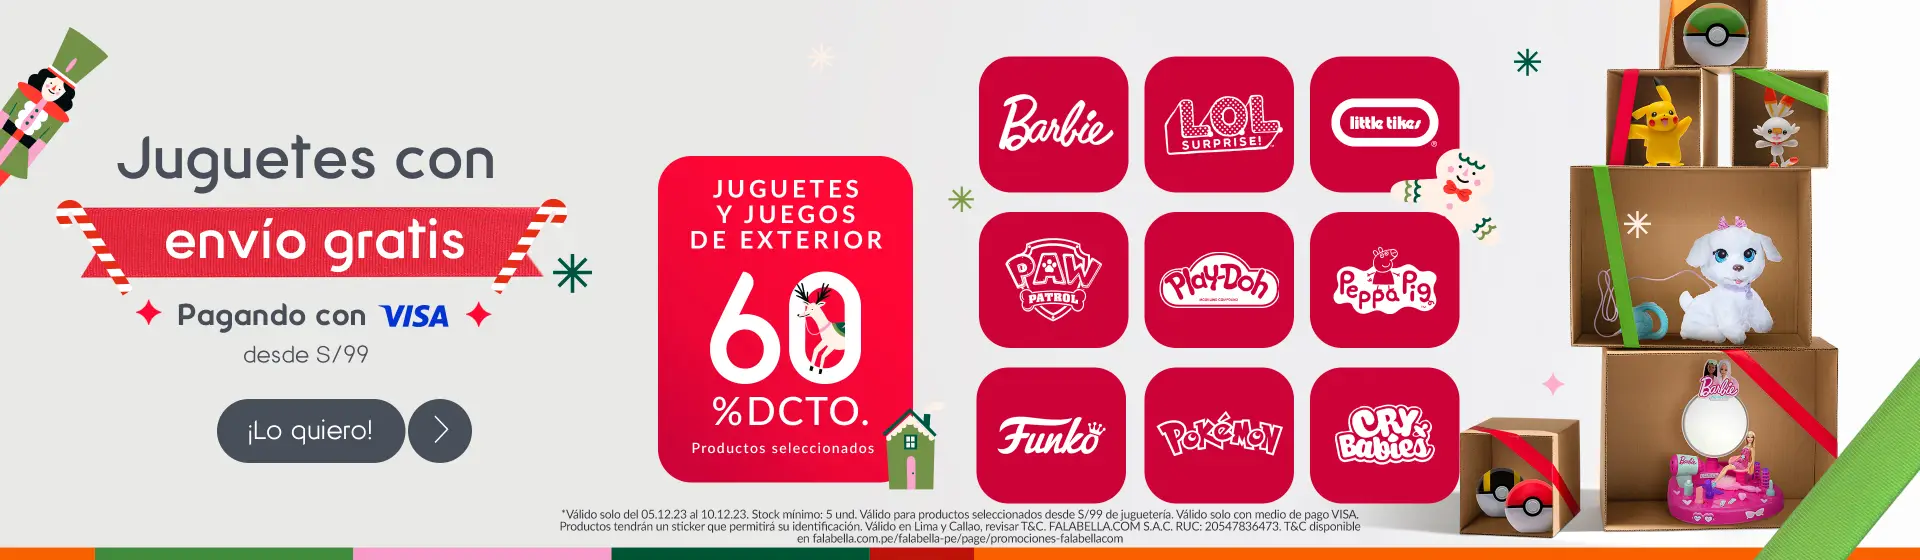 Juguetes con
envío gratis
Pagando con VISA
desde S/99
¡Lo quiero!
JUGUETES
Y JUEGOS
DE EXTERIOR
60
%DCTO.
Productos seleccionados
Barbie
L.O.L.
SURPRISE!
little tikes
PAW
PATROL
Play-Doh
Peppa Pig
Funko
POKÉMON
CRY
Babies
Barbie
Barbie
*Válido solo del 05.12.23 al 10.12.23. Stock mínimo: 5 und. Válido para productos seleccionados desde S/99 de juguetería. Válido solo con medio de pago VISA.
Productos tendrán un sticker que permitirá su identificación. Válido en Lima y Callao, revisar T&C. FALABELLA.COM S.A.C. RUC: 20547836473. T&C disponible
en falabella.com.pe/falabella-pe/page/promociones-falabellacom